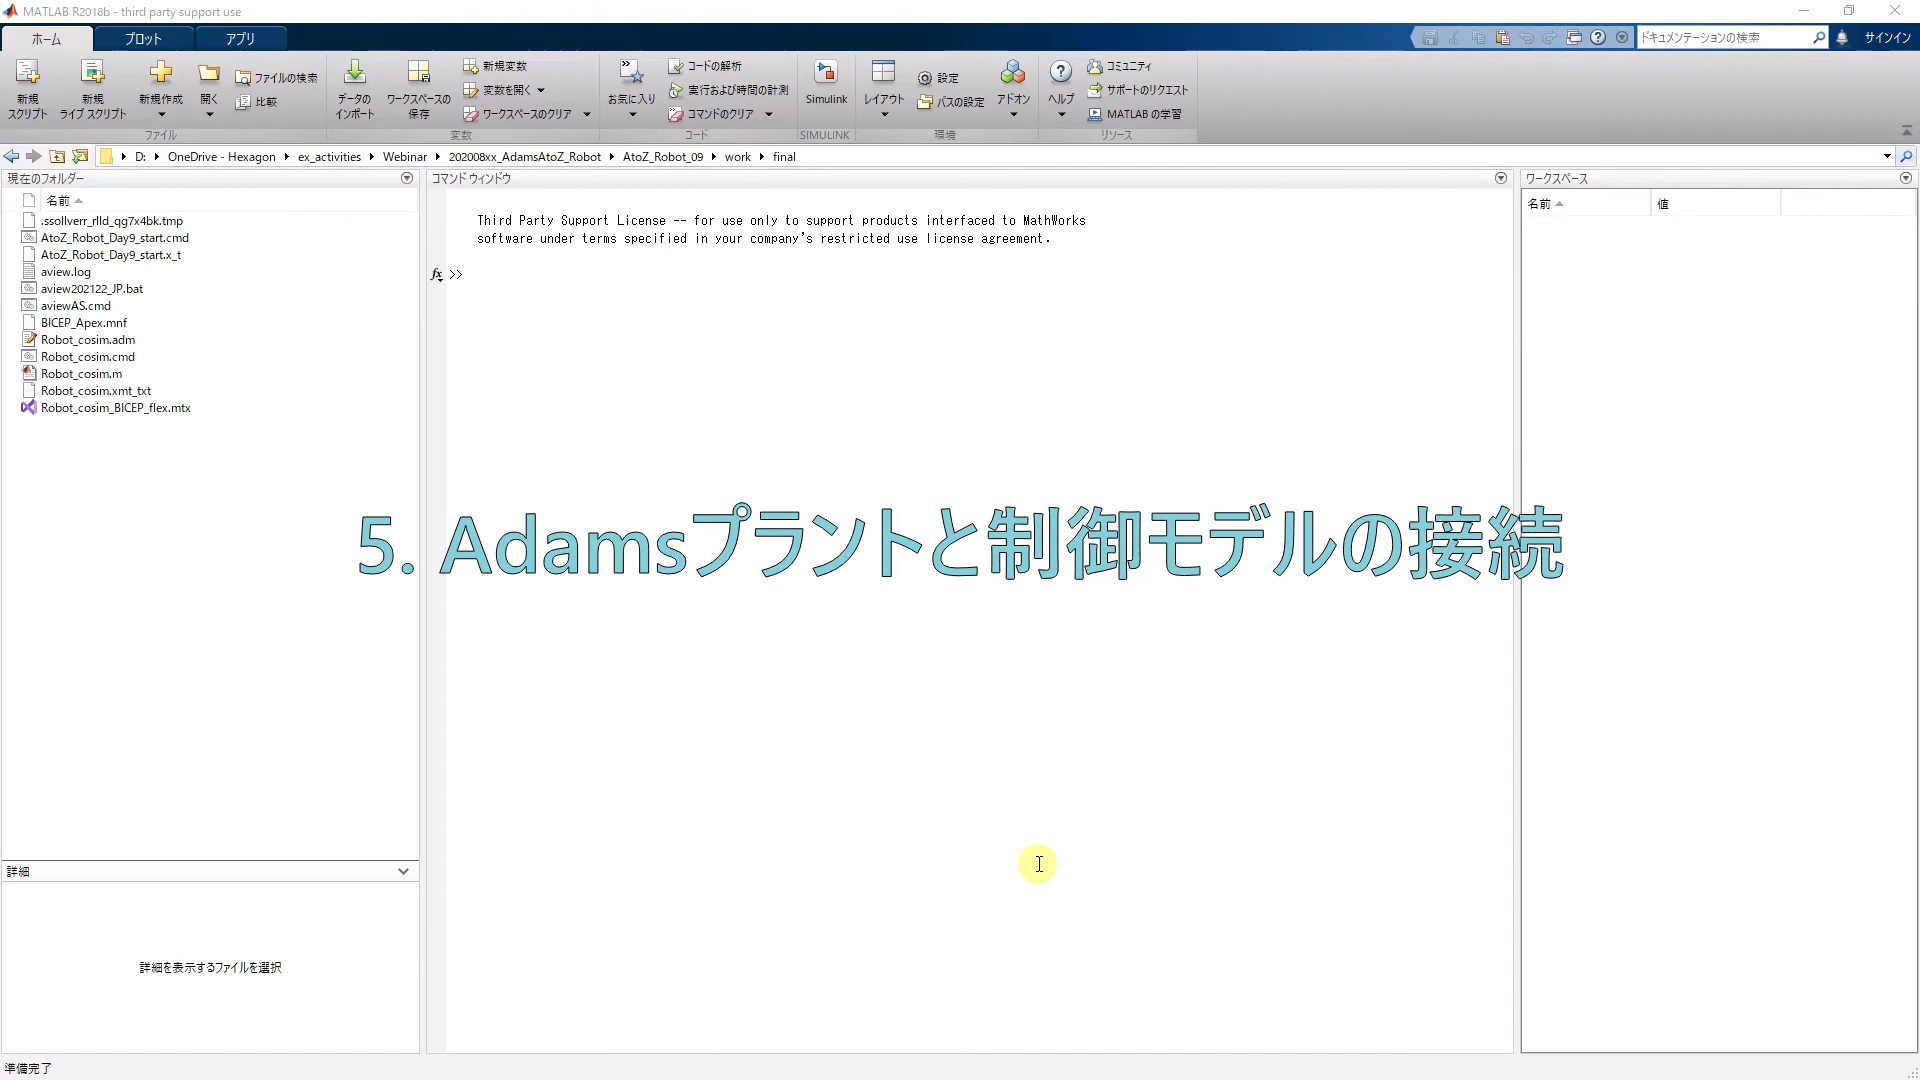 MATLAB R2018b - third party support use
ホーム
プロット
アプリ
ドキュメンテーションの検索
サインイン
新規
スクリプト
新規
ライブ スクリプト
新規作成
開く
ファイルの検索
比較
データの
インポート
ワークスペースの
保存
新規変数
変数を開く
ワークスペースのクリア
お気に入り
コードの解析
実行および時間の計測
コマンドのクリア
Simulink
レイアウト
設定
パスの設定
アドオン
ヘルプ
コミュニティ
サポートのリクエスト
MATLAB の学習
ファイル
変数
コード
SIMULINK
環境
リソース
D: OneDrive - Hexagon ex_activities Webinar 202008xx_AdamsAtoZ_Robot AtoZ_Robot_09 work final
現在のフォルダー
名前
.ssollverr_rlld_qg7x4bk.tmp
AtoZ_Robot_Day9_start.cmd
AtoZ_Robot_Day9_start.x_t
aview.log
aview202122_JP.bat
aviewAS.cmd
BICEP_Apex.mnf
Robot_cosim.adm
Robot_cosim.cmd
Robot_cosim.m
Robot_cosim.xmt_txt
Robot_cosim_BICEP_flex.mtx
詳細
詳細を表示するファイルを選択
コマンド ウィンドウ
Third Party Support License -- for use only to support products interfaced to MathWorks
software under terms specified in your company's restricted use license agreement.
fx >>
5. Adamsプラントと制御モデルの接続
ワークスペース
名前 値
準備完了